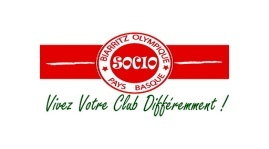 BIARRITZ OLYMPIQUE
SOCIO
PAYS BASQUE
Vivez Votre Club Différemment !